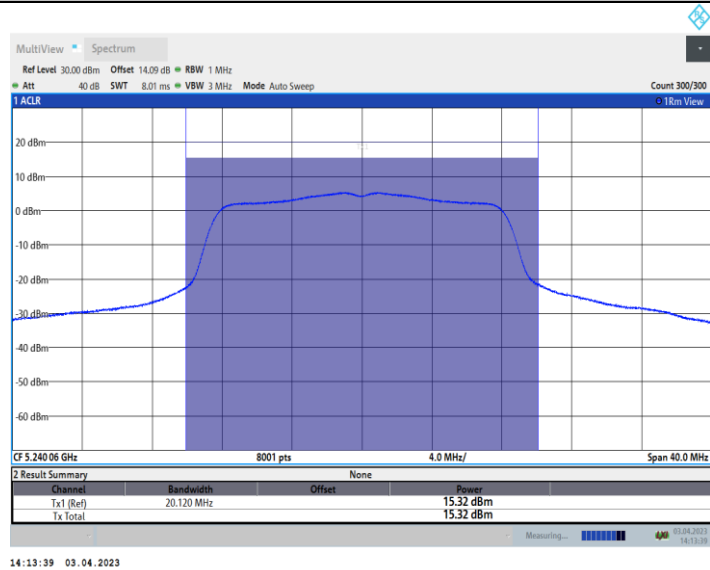 MultiView Spectrum
Ref Level 30.00 dBm Offset 14.09 dB RBW 1 MHz
Att 40 dB SWT 8.01 ms VBW 3 MHz Mode Auto Sweep Count 300/300
1 ACLR 1Rm View
20 dBm
10 dBm
0 dBm
-10 dBm
-20 dBm
-30 dBm
-40 dBm
-50 dBm
-60 dBm
CF 5.240 06 GHz 8001 pts 4.0 MHz/ Span 40.0 MHz
2 Result Summary None
Channel Bandwidth Offset Power
Tx1 (Ref) 20.120 MHz 15.32 dBm
Tx Total 15.32 dBm
Measuring... 03.04.2023
14:13:39
14:13:39 03.04.2023